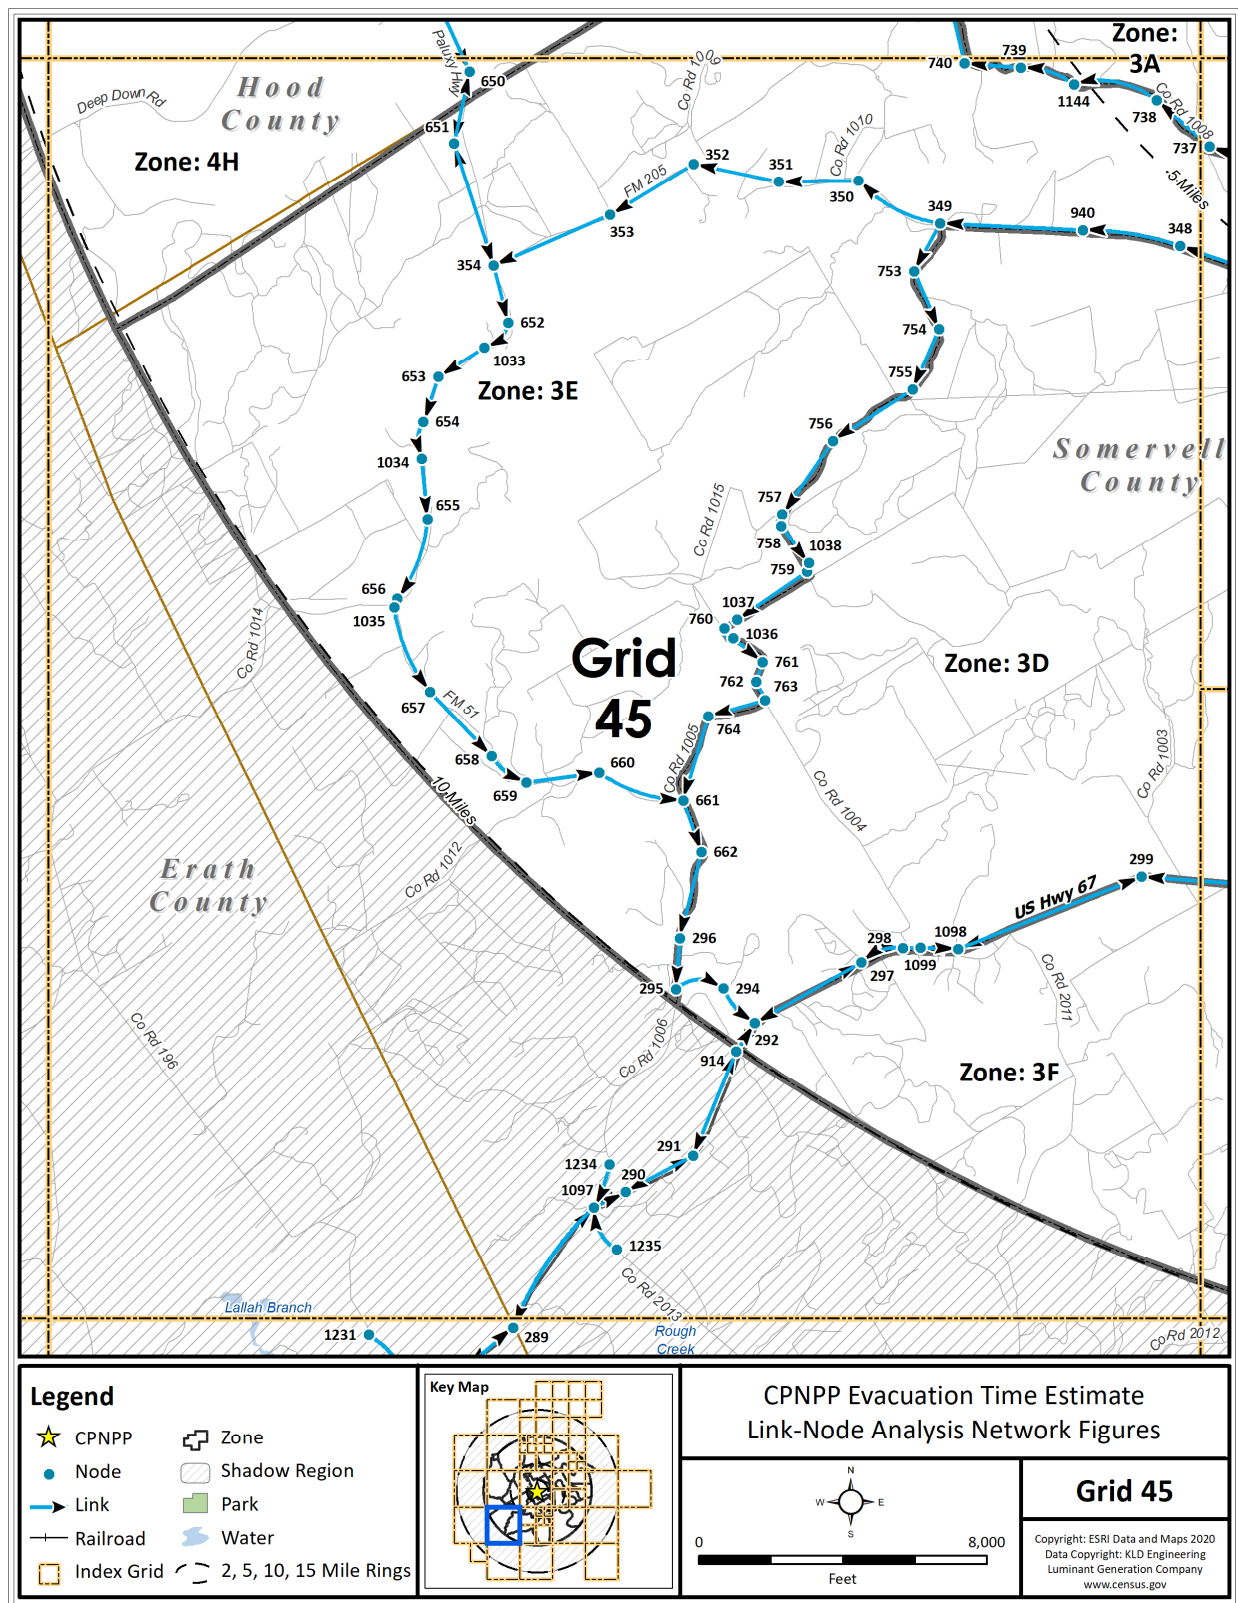 Zone:
3A
739
740
1144
738
Co Rd 1008
737
Paluxy Hwy
650
Co Rd 1009
Hood
County
Deep Down Rd
Zone: 4H
651
352
351
Co Rd 1010
350
FM 205
353
.5 Miles
349
940
348
354
753
652
754
1033
653
Zone: 3E
755
654
756
Somervell
County
1034
655
757
Co Rd 1015
758
1038
759
656
1035
1037
760
1036
Co Rd 1014
Grid
45
761
Zone: 3D
762
763
657
FM 51
764
658
Co Rd 1005
660
659
661
Co Rd 1003
10 Miles
Co Rd 1004
662
Erath
County
Co Rd 1012
299
US Hwy 67
296
298
1098
1099
297
295
294
Co Rd 2011
Co Rd 196
Co Rd 1006
292
914
Zone: 3F
291
1234
290
1097
1235
Co Rd 2013
Lallah Branch
1231
289
Rough
Creek
Co Rd 2012
Legend
CPNPP
Zone
Node
Shadow Region
Link
Park
Railroad
Water
Index Grid
2, 5, 10, 15 Mile Rings
Key Map
CPNPP Evacuation Time Estimate
Link-Node Analysis Network Figures
N
W
E
S
0
8,000
Feet
Grid 45
Copyright: ESRI Data and Maps 2020
Data Copyright: KLD Engineering
Luminant Generation Company
www.census.gov